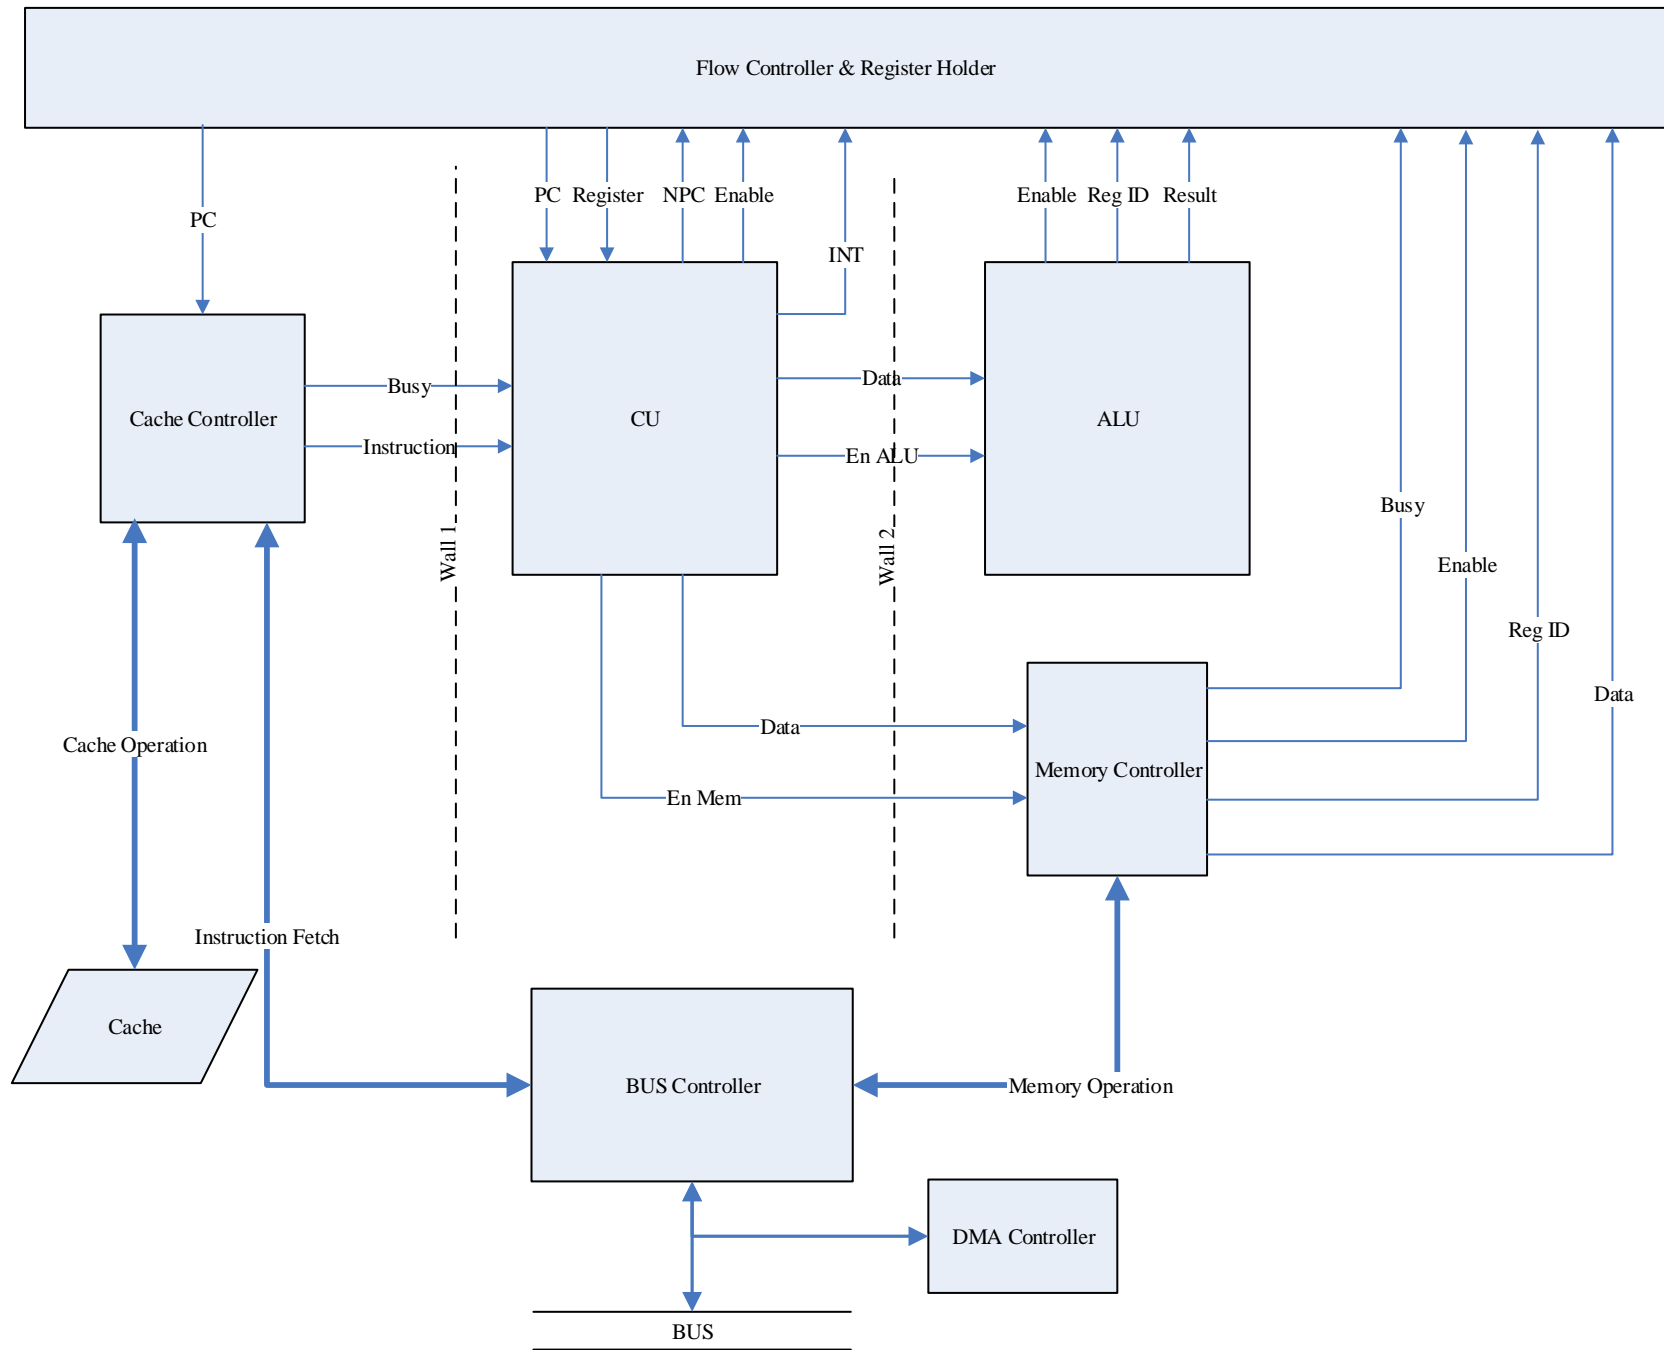 Flow Controller & Register Holder
PC
PC
Register
NPC
Enable
INT
Enable
Reg ID
Result
Busy
Enable
Reg ID
Data
Cache Controller
Busy
Instruction
CU
Data
En ALU
ALU
Wall 1
Wall 2
Data
En Mem
Memory Controller
Cache Operation
Instruction Fetch
Cache
BUS Controller
Memory Operation
DMA Controller
BUS